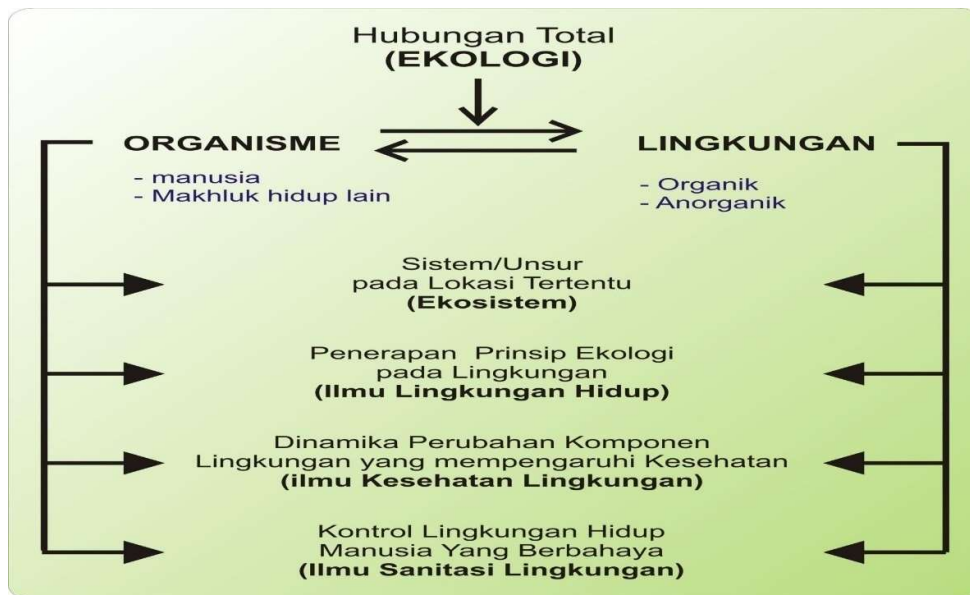 Hubungan Total
(EKOLOGI)
ORGANISME
- manusia
- Makhluk hidup lain
LINGKUNGAN
- Organik
- Anorganik
Sistem/Unsur
pada Lokasi Tertentu
(Ekosistem)
Penerapan Prinsip Ekologi
pada Lingkungan
(Ilmu Lingkungan Hidup)
Dinamika Perubahan Komponen
Lingkungan yang mempengaruhi Kesehatan
(ilmu Kesehatan Lingkungan)
Kontrol Lingkungan Hidup
Manusia Yang Berbahaya
(Ilmu Sanitasi Lingkungan)